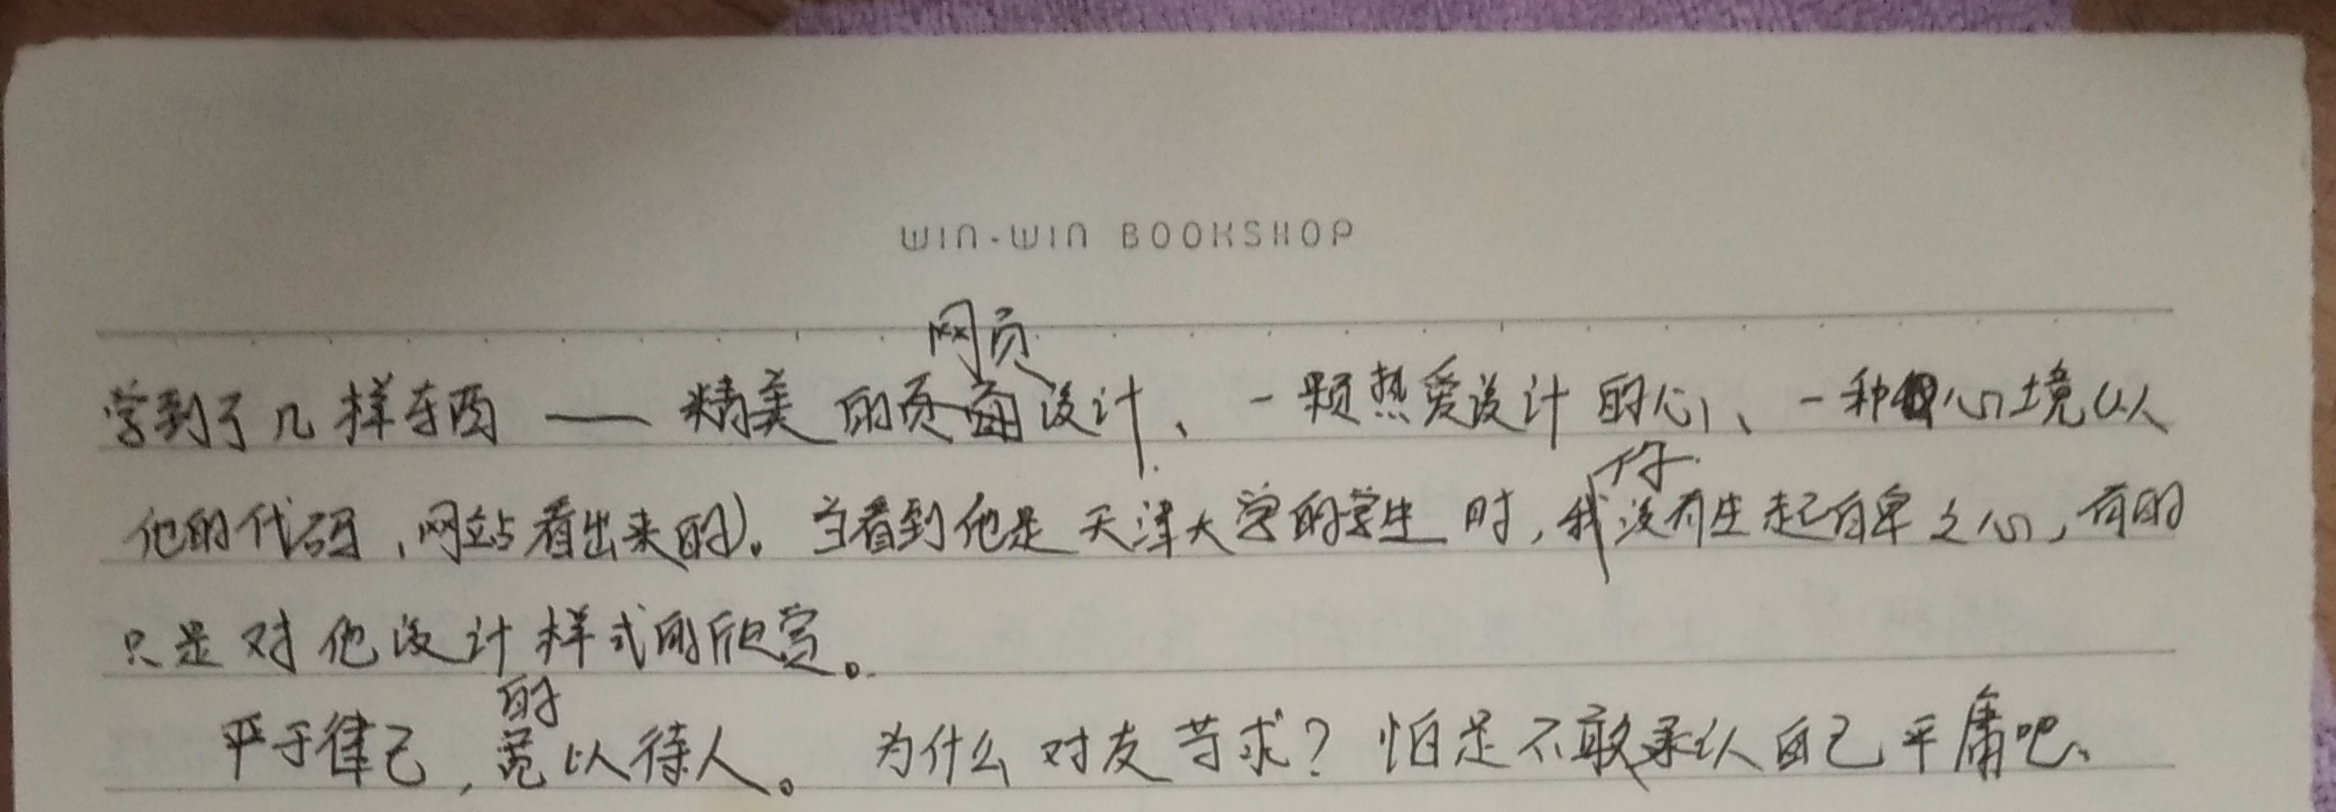 WIN-WIN BOOKSHOP
网页
学到了几样东西 —— 精美的页面设计、一颗热爱设计的心、一种心境(从
他的代码,网站看出来的)。当看到他是天津大学的学生时,我没有生起自卑之心,有的
只是对他设计样式的欣赏。
的
严于律己,宽以待人。为什么对友苛求?怕是不敢承认自己平庸吧、